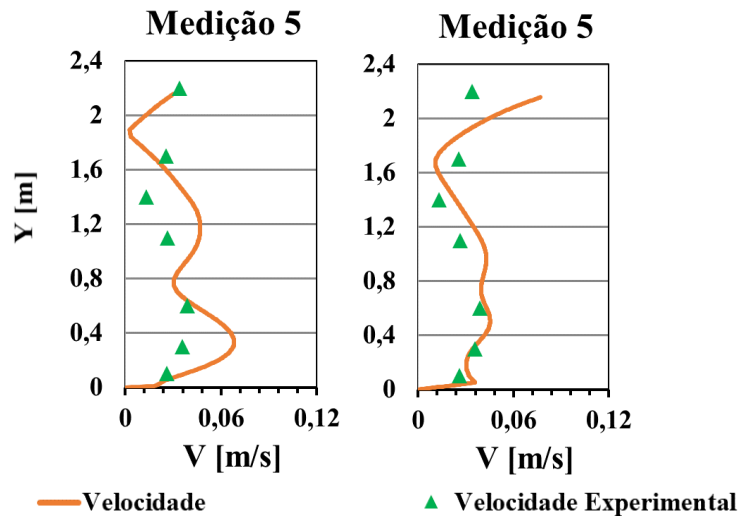 Medição 5
2,4
2
1,6
1,2
0,8
0,4
0
Y [m]
0
0,06
0,12
V [m/s]
Medição 5
2,4
2
1,6
1,2
0,8
0,4
0
0
0,06
0,12
V [m/s]
Velocidade
Velocidade Experimental